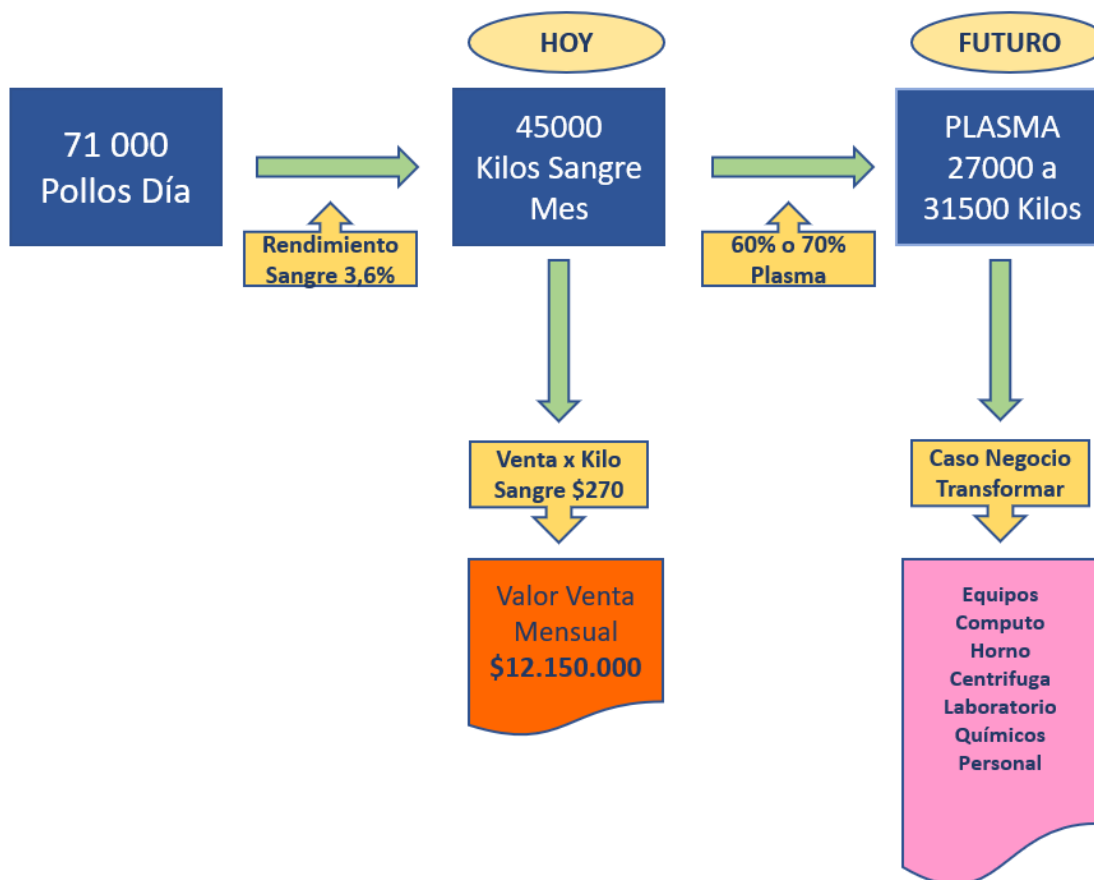 HOY
FUTURO
71 000
Pollos Día
45000
Kilos Sangre
Mes
PLASMA
27000 a
31500 Kilos
Rendimiento
Sangre 3,6%
60% o 70%
Plasma
Venta x Kilo
Sangre $270
Caso Negocio
Transformar
Valor Venta
Mensual
$12.150.000
Equipos
Computo
Horno
Centrifuga
Laboratorio
Químicos
Personal